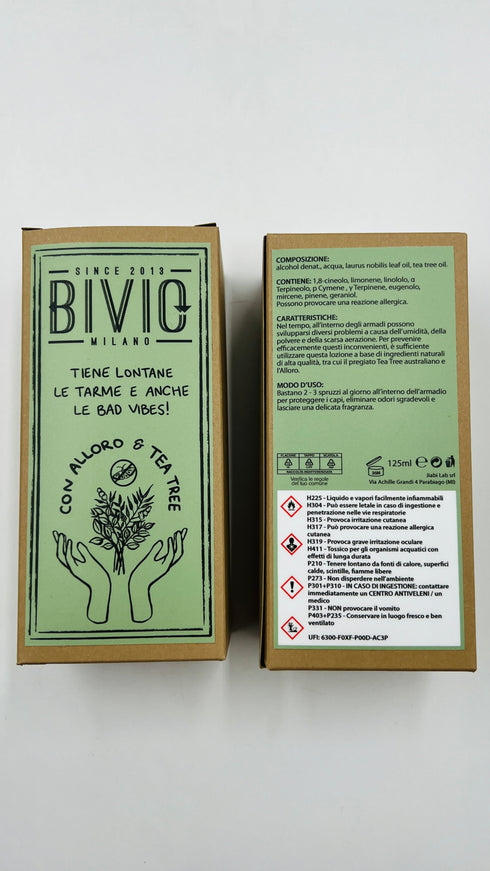 SINCE 2013
BIVIO
MILANO
TIENE LONTANE
LE TARME E ANCHE
LE BAD VIBES!
CON ALLORO & TEA TREE
COMPOSIZIONE:
alcohol denat., acqua, laurus nobilis leaf oil, tea tree oil.
CONTIENE: 1,8-cineolo, limonene, linololo, α
Terpineolo, p Cymene , γ Terpinene, eugenolo,
mircene, pinene, geraniol.
Possono provocare una reazione allergica.
CARATTERISTICHE:
Nel tempo, all'interno degli armadi possono
svilupparsi diversi problemi a causa dell'umidità, della
polvere e della scarsa aerazione. Per prevenire
efficacemente questi inconvenienti, è sufficiente
utilizzare questa lozione a base di ingredienti naturali
di alta qualità, tra cui il pregiato Tea Tree australiano e
l'Alloro.
MODO D'USO:
Bastano 2 - 3 spruzzi al giorno all'interno dell'armadio
per proteggere i capi, eliminare odori sgradevoli e
lasciare una delicata fragranza.
FLACONE TAPPO SCATOLA
RACCOLTA INDIFFERENZIATA
Verifica le regole
del tuo comune
125ml
Jiabi Lab srl
Via Achille Grandi 4 Parabiago (MI)
H225 - Liquido e vapori facilmente infiammabili
H304 - Può essere letale in caso di ingestione e
penetrazione nelle vie respiratorie
H315 - Provoca irritazione cutanea
H317 - Può provocare una reazione allergica
cutanea
H319 - Provoca grave irritazione oculare
H411 - Tossico per gli organismi acquatici con
effetti di lunga durata
P210 - Tenere lontano da fonti di calore, superfici
calde, scintille, fiamme libere
P273 - Non disperdere nell'ambiente
P301+P310 - IN CASO DI INGESTIONE: contattare
immediatamente un CENTRO ANTIVELENI / un
medico
P331 - NON provocare il vomito
P403+P235 - Conservare in luogo fresco e ben
ventilato
UFI: 6300-F0XF-P00D-AC3P